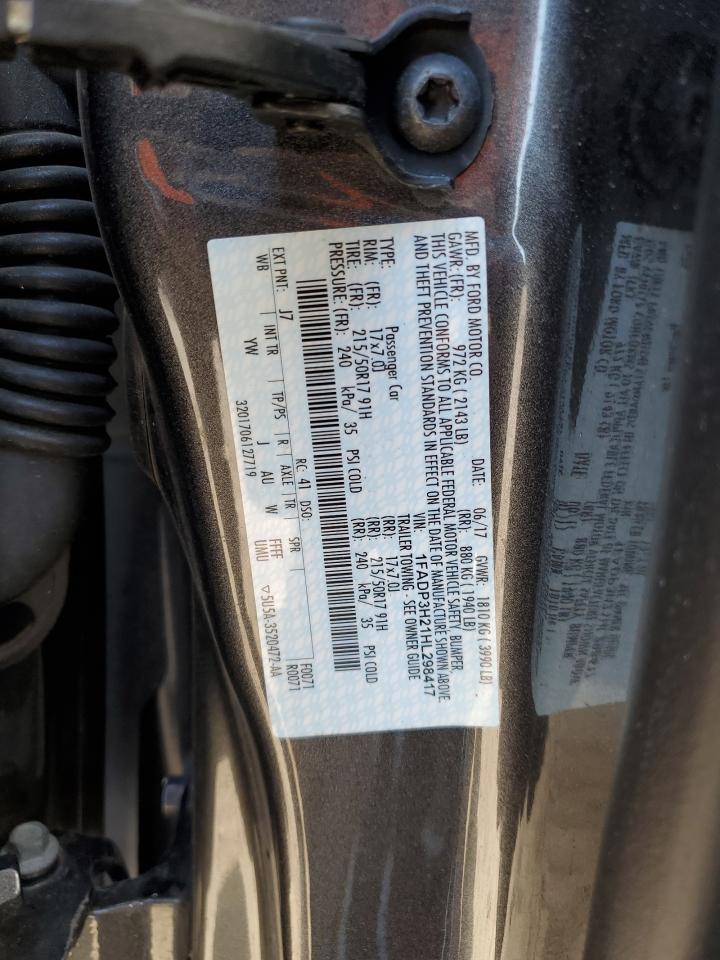 MFD. BY FORD MOTOR CO
DATE: 06/17 GVWR: 1810 KG ( 3990 LB)
GAWR: (FR): 972 KG ( 2143 LB) (RR): 880 KG ( 1940 LB)
THIS VEHICLE CONFORMS TO ALL APPLICABLE FEDERAL MOTOR VEHICLE SAFETY, BUMPER,
AND THEFT PREVENTION STANDARDS IN EFFECT ON THE DATE OF MANUFACTURE SHOWN ABOVE
VIN: 1FADP3H21HL298417
TYPE: Passenger Car TRAILER TOWING - SEE OWNER GUIDE
RIM: (FR): 17x7.0J (RR): 17x7.0J
TIRE: (FR): 215/50R17 91H (RR): 215/50R17 91H
PRESSURE: (FR): 240 kPa/ 35 PSI COLD (RR): 240 kPa/ 35 PSI COLD
RC: 41 DSO: F0071
EXT PNT: J7 R0071
INT TR TP/PS R AXLE TR SPR
WB YW J AU W FFFF
UMU
3201706127719 ▽5U5A-3520472-AA